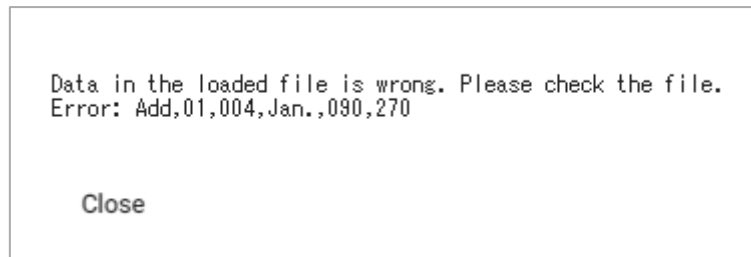 Data in the loaded file is wrong. Please check the file.
Error: Add,01,004,Jan.,090,270
Close